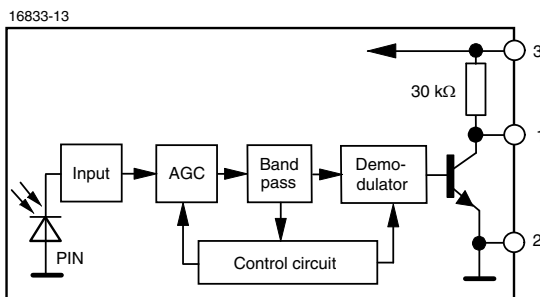 16833-13
3
30 kΩ
1
Input
AGC
Band
pass
Demo-
dulator
PIN
Control circuit
2